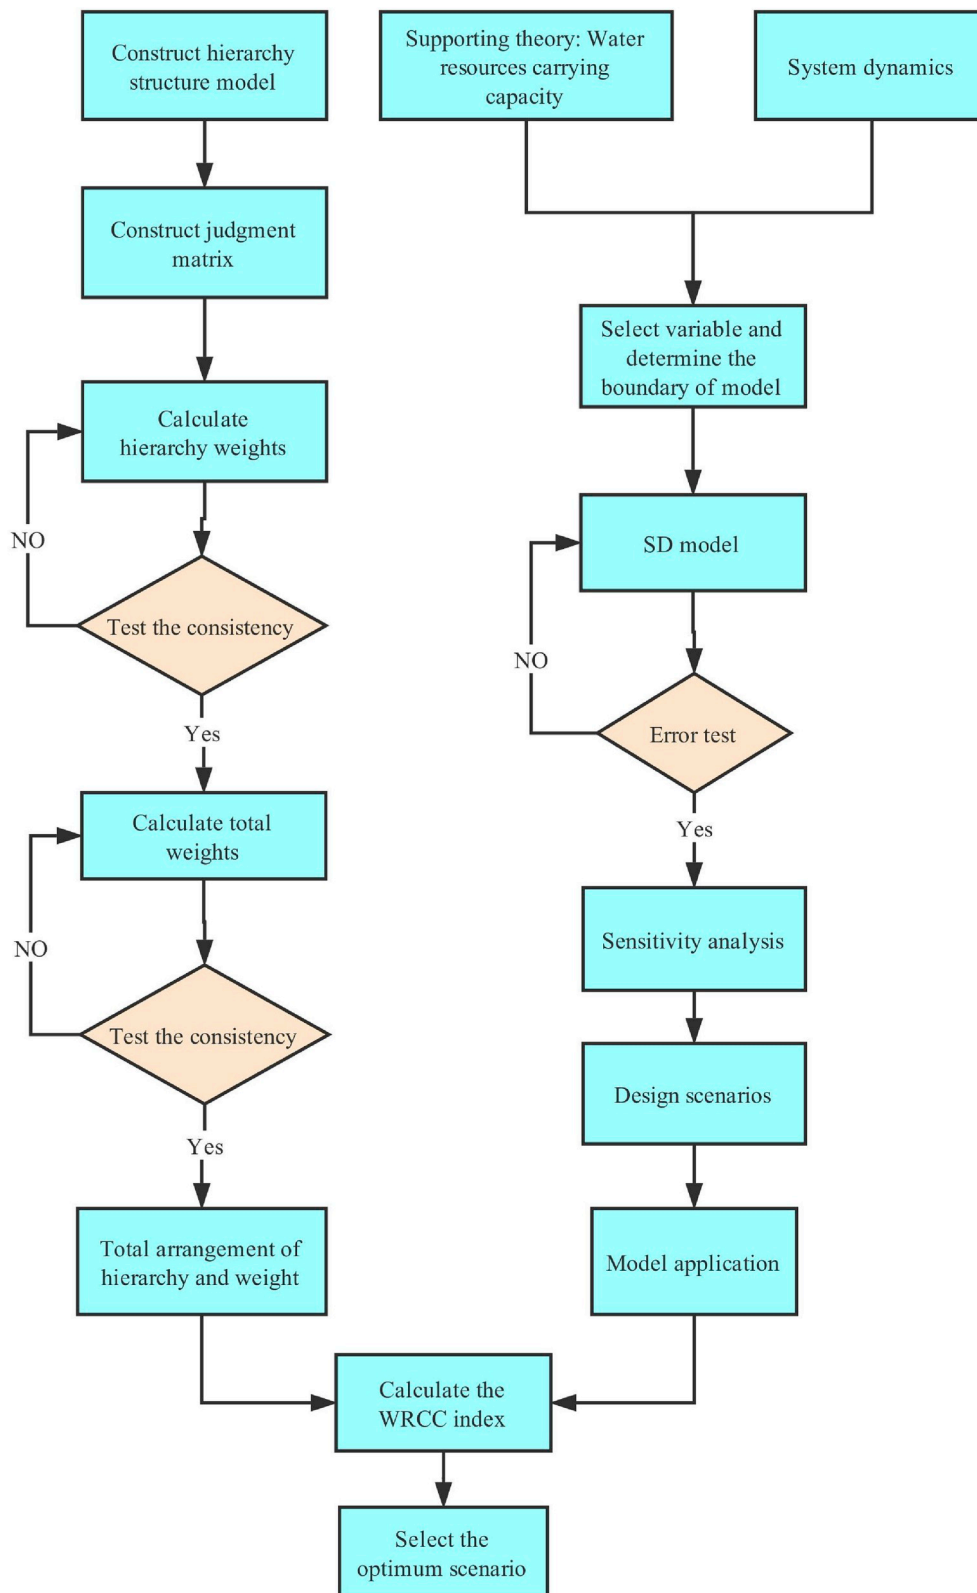 Construct hierarchy
structure model
Construct judgment
matrix
Calculate
hierarchy weights
NO
Test the consistency
Yes
Calculate total
weights
NO
Test the consistency
Yes
Total arrangement of
hierarchy and weight
Supporting theory: Water
resources carrying
capacity
System dynamics
Select variable and
determine the
boundary of model
SD model
NO
Error test
Yes
Sensitivity analysis
Design scenarios
Model application
Calculate the
WRCC index
Select the
optimum scenario